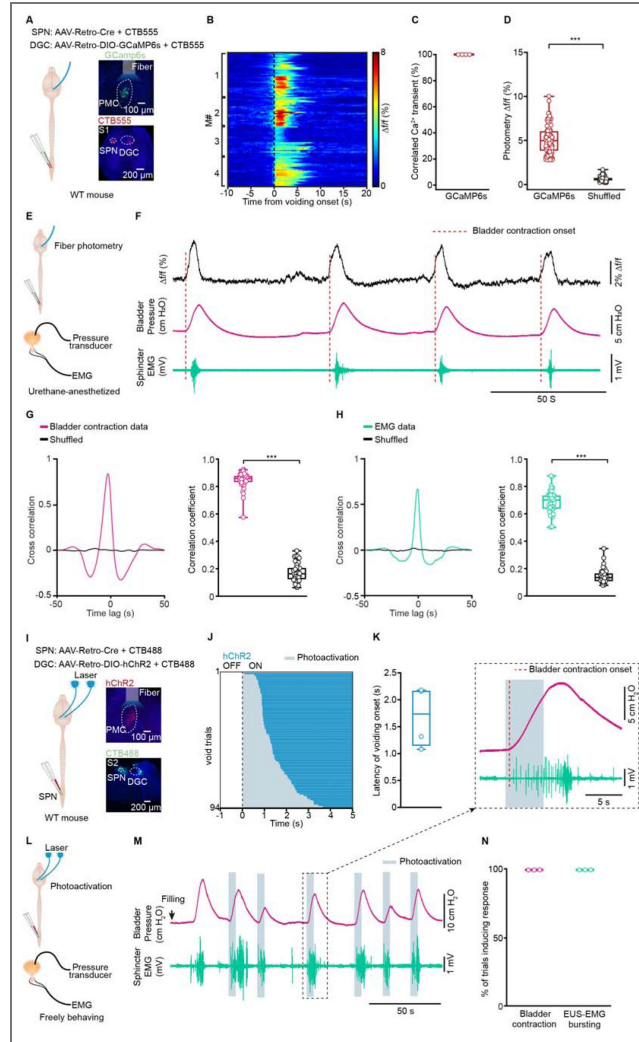 A
SPN: AAV-Retro-Cre + CTB555
DGC: AAV-Retro-DIO-GCaMP6s + CTB555
GCamp6s
Fiber
PMC
100 μm
CTB555
S1
SPN
DGC
200 μm
WT mouse
B
M#
1
2
3
4
-10 -5 0 5 10 15 20
Time from voiding onset (s)
8
0
Δf/f (%)
C
Correlated Ca²⁺ transient (%)
100
80
60
40
20
0
GCaMP6s
D
Photometry Δf/f (%)
15
10
5
0
***
GCaMP6s Shuffled
E
Fiber photometry
Pressure
transducer
EMG
Urethane-anesthetized
F
Bladder contraction onset
Δf/f (%)
2% Δf/f
Bladder
Pressure
(cm H₂O)
5 cm H₂O
Sphincter
EMG
(mV)
1 mV
50 S
G
Bladder contraction data
Shuffled
Cross correlation
1
0.5
0
-0.5
-50 0 50
Time lag (s)
Correlation coefficient
1.0
0.8
0.6
0.4
0.2
0
***
H
EMG data
Shuffled
Cross correlation
1
0.5
0
-0.5
-50 0 50
Time lag (s)
Correlation coefficient
1.0
0.8
0.6
0.4
0.2
0
***
I
SPN: AAV-Retro-Cre + CTB488
DGC: AAV-Retro-DIO-hChR2 + CTB488
Laser
hChR2
Fiber
PMC
100 μm
CTB488
S2
SPN
DGC
200 μm
SPN
WT mouse
J
hChR2
OFF ON
Photoactivation
void trials
1
94
-1 0 1 2 3 4 5
Time (s)
K
Latency of voiding onset (s)
2.5
2.0
1.5
1.0
0.5
0
Bladder contraction onset
5 cm H₂O
1 mV
5 s
L
Laser
Photoactivation
Pressure
transducer
EMG
Freely behaving
M
Photoactivation
Filling
Bladder
Pressure
(cm H₂O)
10 cm H₂O
Sphincter
EMG
(mV)
1 mV
50 s
N
% of trials inducing response
100
50
0
Bladder
contraction
EUS-EMG
bursting